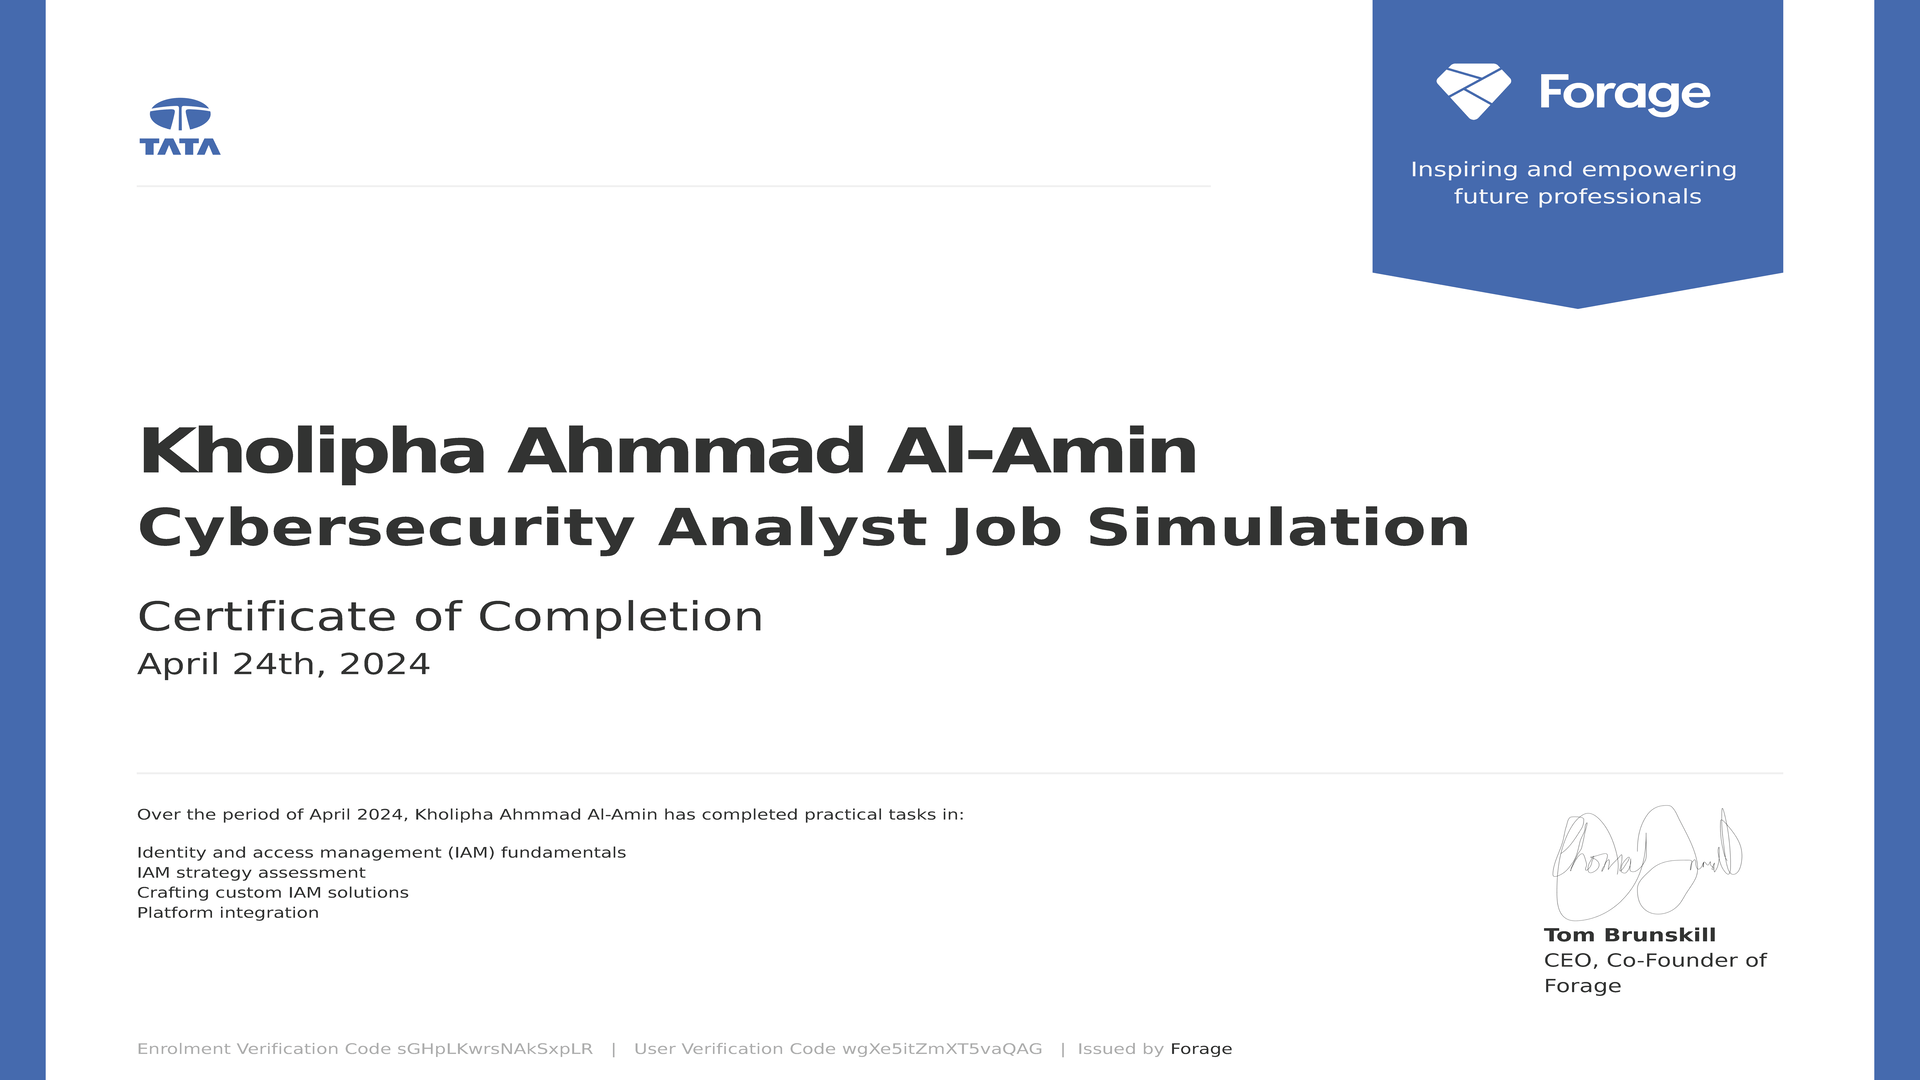 TATA
Forage
Inspiring and empowering
future professionals
Kholipha Ahmmad Al-Amin
Cybersecurity Analyst Job Simulation
Certificate of Completion
April 24th, 2024
Over the period of April 2024, Kholipha Ahmmad Al-Amin has completed practical tasks in:
Identity and access management (IAM) fundamentals
IAM strategy assessment
Crafting custom IAM solutions
Platform integration
Tom Brunskill
CEO, Co-Founder of
Forage
Enrolment Verification Code sGHpLKwrsNAkSxpLR | User Verification Code wgXe5itZmXT5vaQAG | Issued by Forage